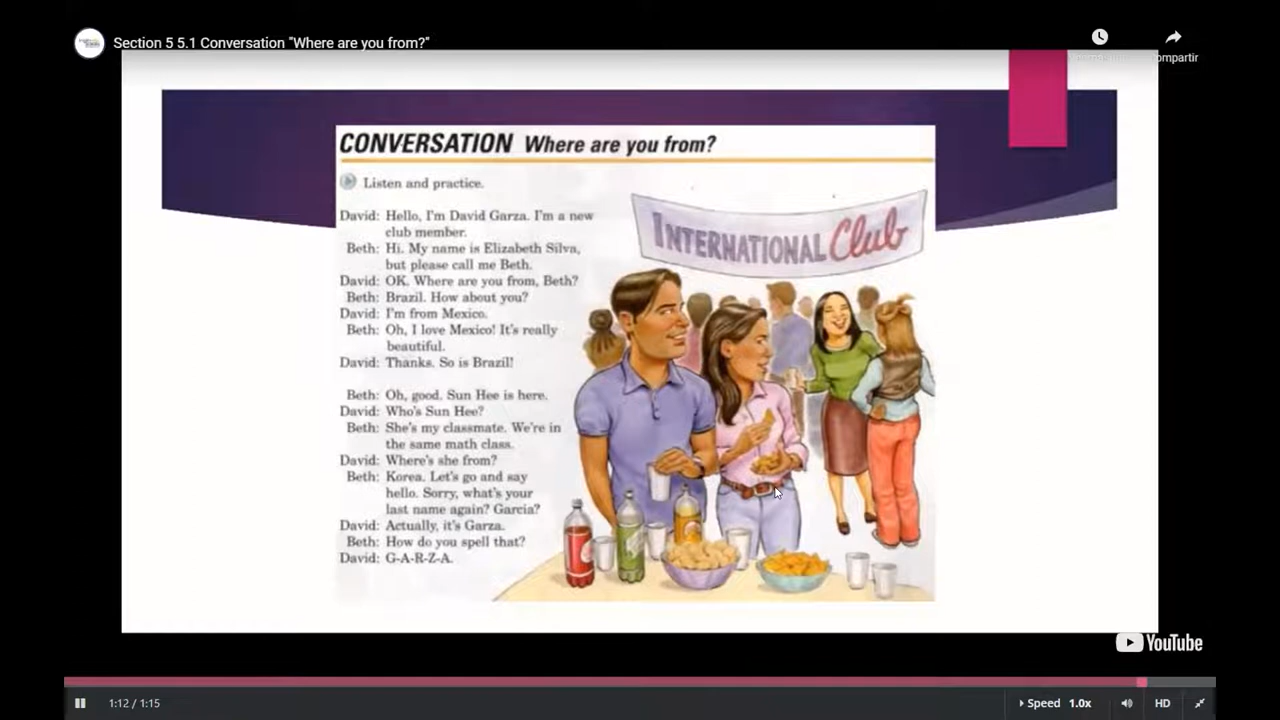 Section 5 5.1 Conversation "Where are you from?"
CONVERSATION Where are you from?
Listen and practice.
INTERNATIONAL Club
David: Hello, I'm David Garza. I'm a new
club member.
Beth: Hi. My name is Elizabeth Silva,
but please call me Beth.
David: OK. Where are you from, Beth?
Beth: Brazil. How about you?
David: I'm from Mexico.
Beth: Oh, I love Mexico! It's really
beautiful.
David: Thanks. So is Brazil!
Beth: Oh, good. Sun Hee is here.
David: Who's Sun Hee?
Beth: She's my classmate. We're in
the same math class.
David: Where's she from?
Beth: Korea. Let's go and say
hello. Sorry, what's your
last name again? Garcia?
David: Actually, it's Garza.
Beth: How do you spell that?
David: G-A-R-Z-A.
YouTube
1:12 / 1:15
Speed 1.0x
HD